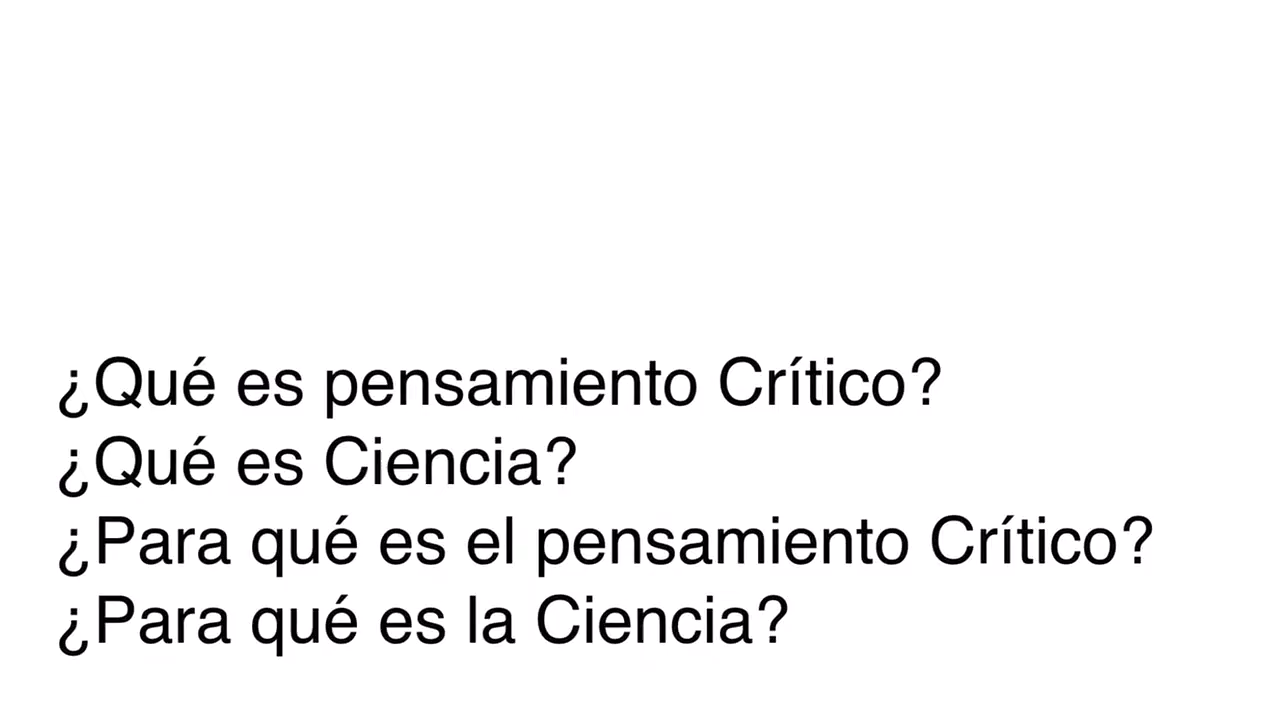 ¿Qué es pensamiento Crítico?
¿Qué es Ciencia?
¿Para qué es el pensamiento Crítico?
¿Para qué es la Ciencia?